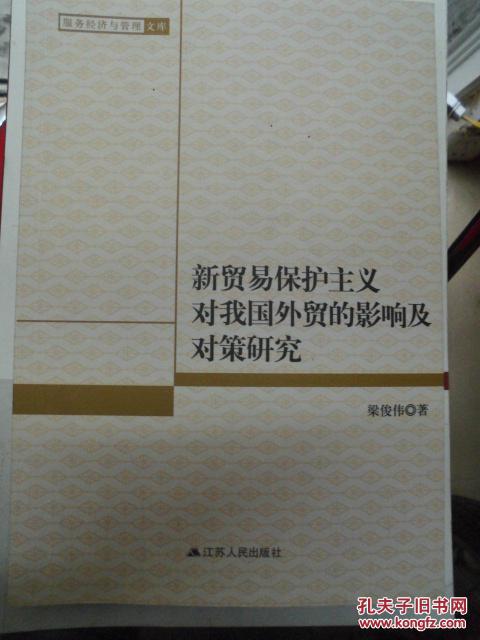 服务经济与管理 文库
新贸易保护主义
对我国外贸的影响及
对策研究
梁俊伟◎著
江苏人民出版社
孔夫子旧书网
www.kongfz.com